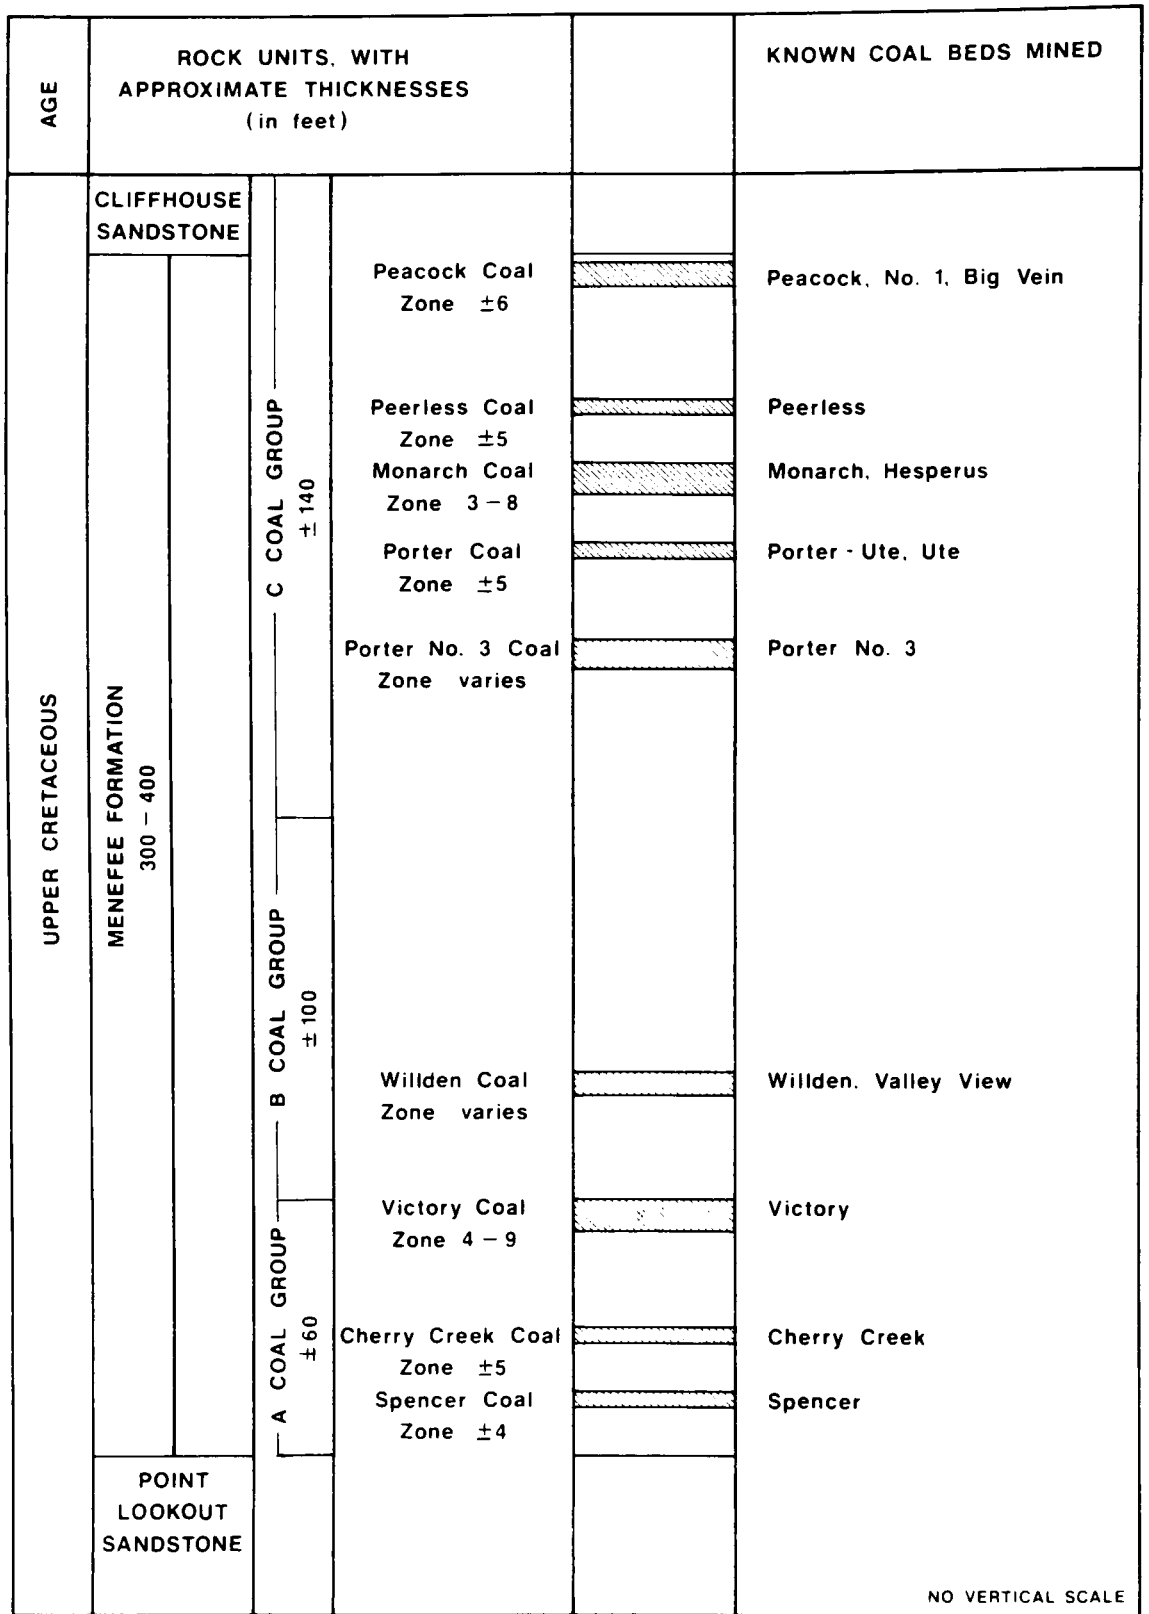 AGE
ROCK UNITS, WITH
APPROXIMATE THICKNESSES
(in feet)
KNOWN COAL BEDS MINED
UPPER CRETACEOUS
CLIFFHOUSE
SANDSTONE
MENEFEE FORMATION
300 – 400
POINT
LOOKOUT
SANDSTONE
C COAL GROUP
±140
B COAL GROUP
±100
A COAL GROUP
±60
Peacock Coal
Zone ±6
Peacock, No. 1, Big Vein
Peerless Coal
Zone ±5
Peerless
Monarch Coal
Zone 3 – 8
Monarch, Hesperus
Porter Coal
Zone ±5
Porter - Ute, Ute
Porter No. 3 Coal
Zone varies
Porter No. 3
Willden Coal
Zone varies
Willden, Valley View
Victory Coal
Zone 4 – 9
Victory
Cherry Creek Coal
Zone ±5
Cherry Creek
Spencer Coal
Zone ±4
Spencer
NO VERTICAL SCALE